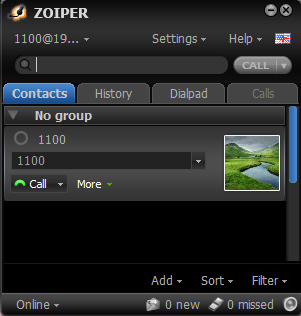 ZOIPER
1100@19...
Settings
Help
CALL
Contacts
History
Dialpad
Calls
No group
1100
1100
Call
More
Add
Sort
Filter
Online
0 new
0 missed